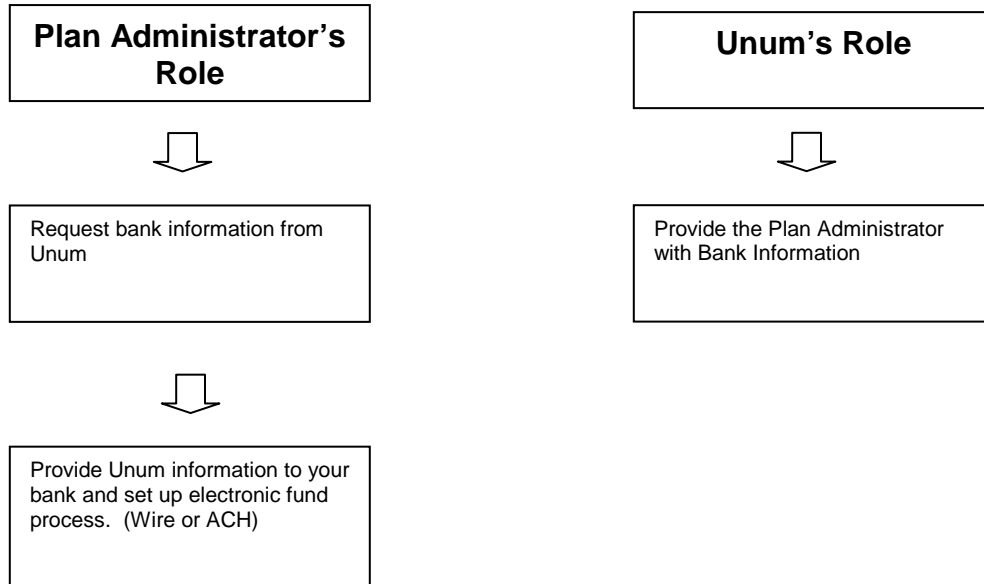 Plan Administrator’s
Role
Unum’s Role
Request bank information from
Unum
Provide the Plan Administrator
with Bank Information
Provide Unum information to your
bank and set up electronic fund
process.  (Wire or ACH)